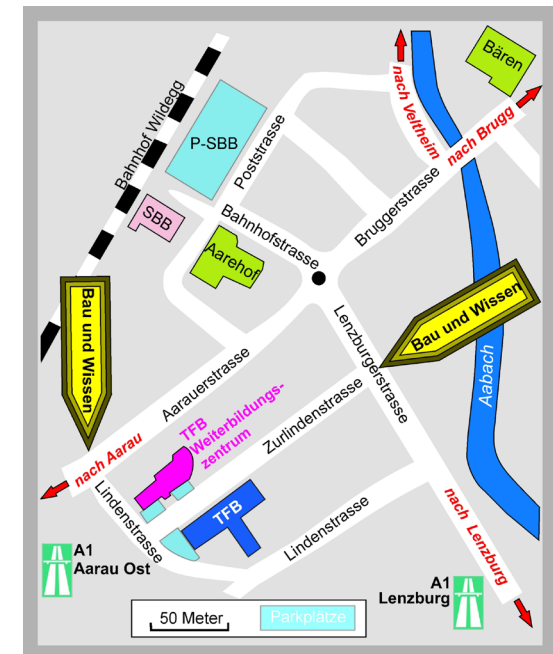 Bären
nach Veltheim
nach Brugg
Bahnhof Wildegg
P-SBB
Poststrasse
SBB
Bahnhofstrasse
Bruggerstrasse
Aarehof
Bau und Wissen
Bau und Wissen
Lenzburgerstrasse
Aabach
Aarauerstrasse
TFB
Weiterbildungs-
zentrum
Zurlindenstrasse
nach Aarau
Lindenstrasse
TFB
Lindenstrasse
nach Lenzburg
A1
Aarau Ost
A1
Lenzburg
50 Meter
Parkplätze